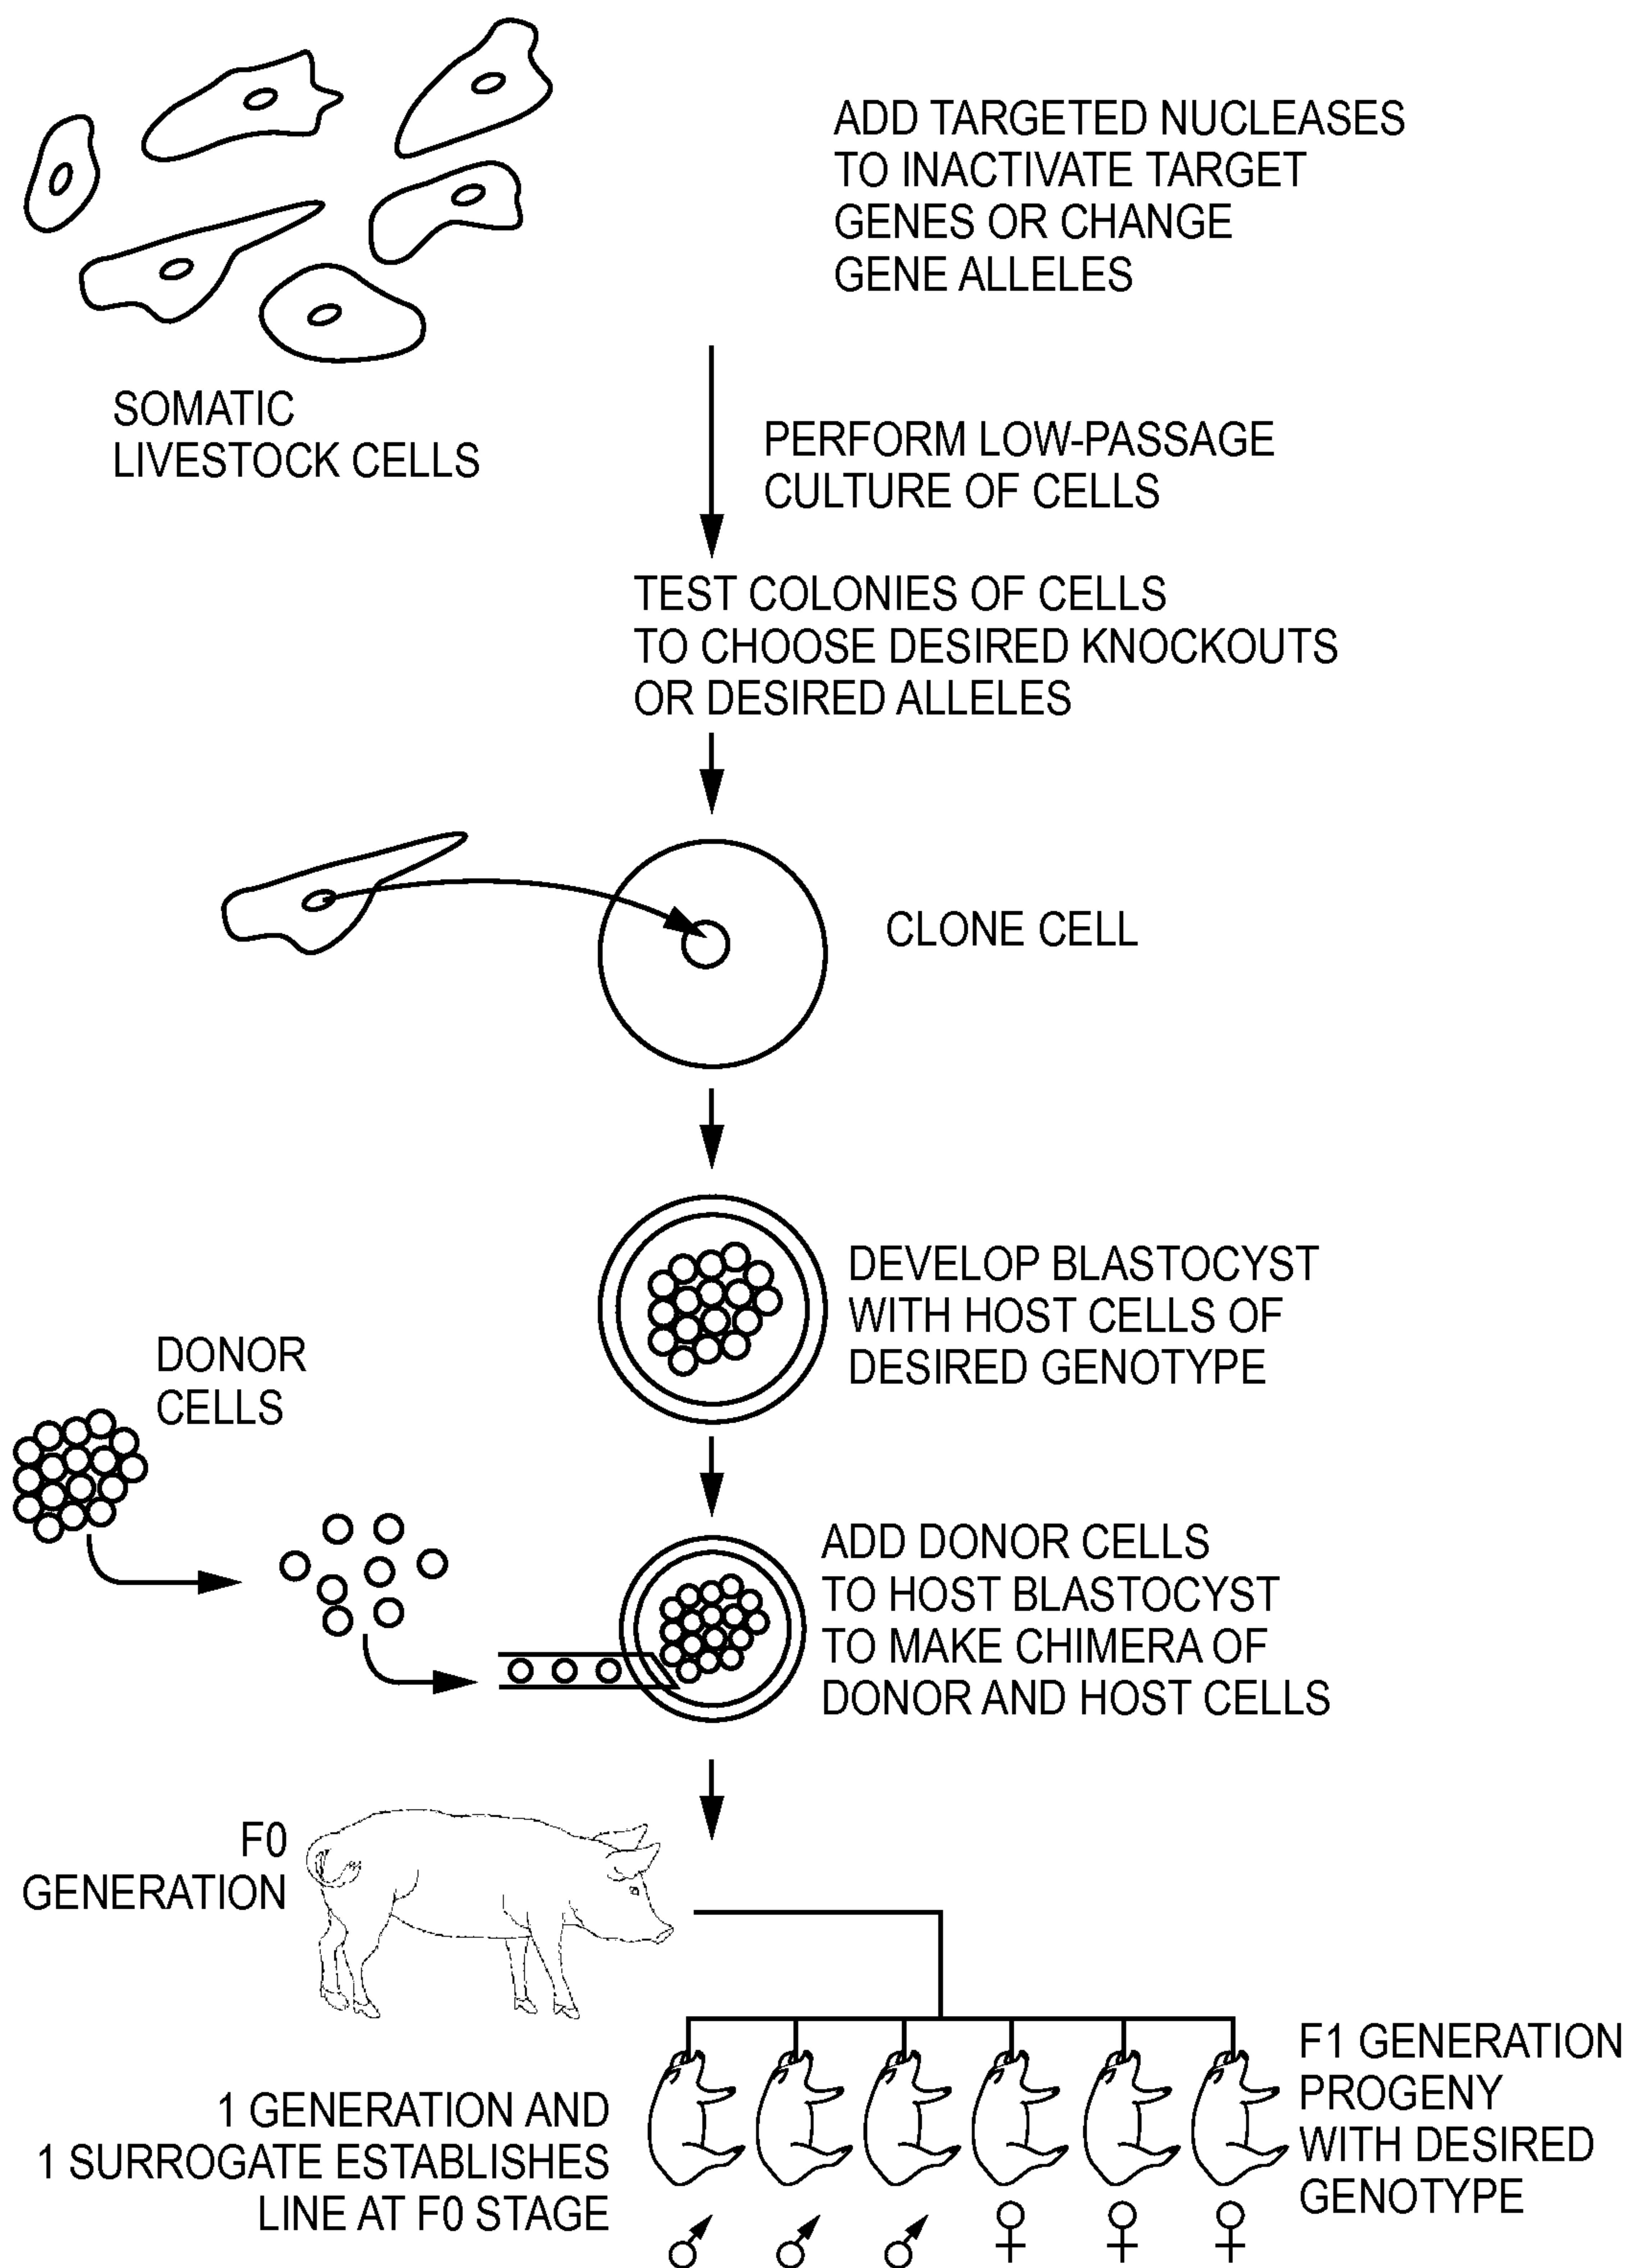 ADD TARGETED NUCLEASES
TO INACTIVATE TARGET
GENES OR CHANGE
GENE ALLELES
SOMATIC
LIVESTOCK CELLS
PERFORM LOW-PASSAGE
CULTURE OF CELLS
TEST COLONIES OF CELLS
TO CHOOSE DESIRED KNOCKOUTS
OR DESIRED ALLELES
CLONE CELL
DEVELOP BLASTOCYST
WITH HOST CELLS OF
DESIRED GENOTYPE
DONOR
CELLS
ADD DONOR CELLS
TO HOST BLASTOCYST
TO MAKE CHIMERA OF
DONOR AND HOST CELLS
F0
GENERATION
1 GENERATION AND
1 SURROGATE ESTABLISHES
LINE AT F0 STAGE
F1 GENERATION
PROGENY
WITH DESIRED
GENOTYPE
♂ ♂ ♂ ♀ ♀ ♀